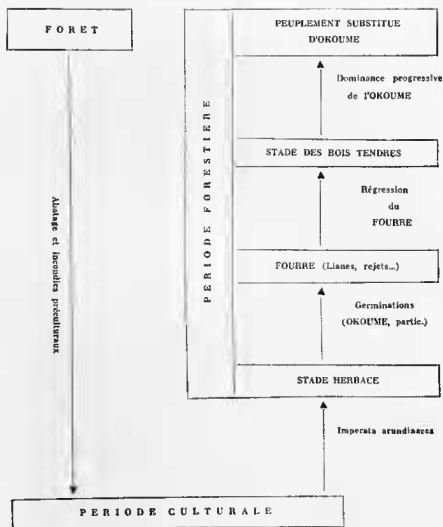 FORET
PEUPLEMENT SUBSTITUE
D'OKOUME
Dominance progressive
de l'OKOUME
STADE DES BOIS TENDRES
Régression
du
FOURRE
FOURRE (Lianes, rejets...)
Germinations
(OKOUME, partic.)
STADE HERBACE
Imperata arundinacea
PERIODE FORESTIERE
Abatage et incendies préculturaux
PERIODE CULTURALE